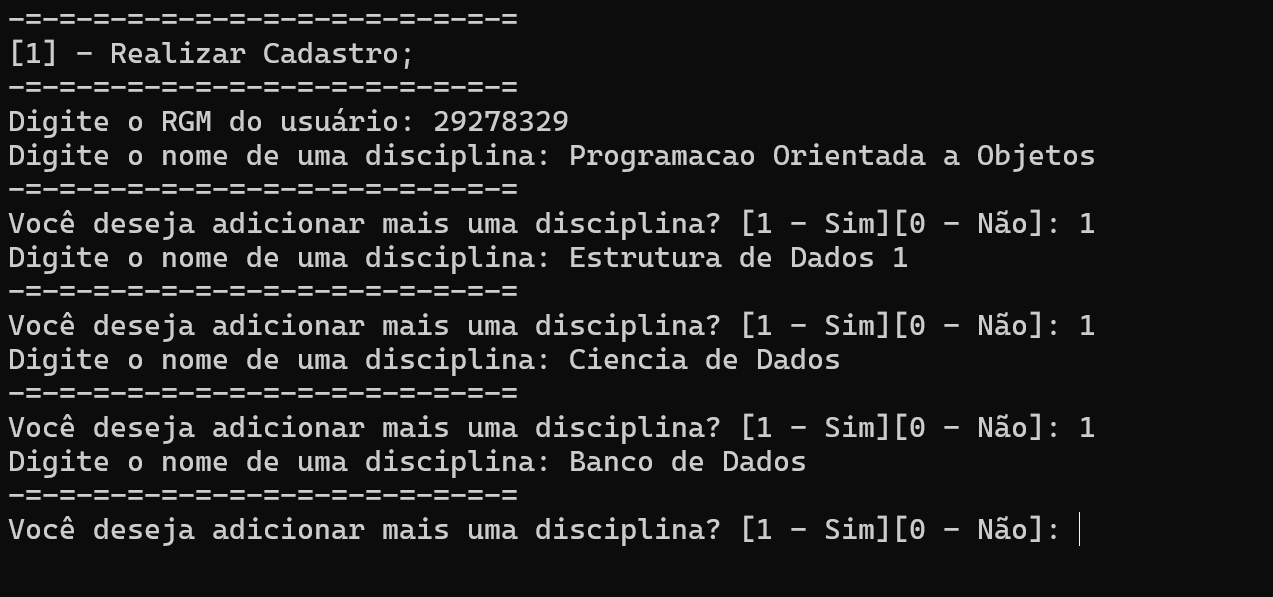 -=-=-=-=-=-=-=-=-=-=-=-=-=-=-=
[1] - Realizar Cadastro;
-=-=-=-=-=-=-=-=-=-=-=-=-=-=-=
Digite o RGM do usuário: 29278329
Digite o nome de uma disciplina: Programacao Orientada a Objetos
-=-=-=-=-=-=-=-=-=-=-=-=-=-=-=
Você deseja adicionar mais uma disciplina? [1 - Sim][0 - Não]: 1
Digite o nome de uma disciplina: Estrutura de Dados 1
-=-=-=-=-=-=-=-=-=-=-=-=-=-=-=
Você deseja adicionar mais uma disciplina? [1 - Sim][0 - Não]: 1
Digite o nome de uma disciplina: Ciencia de Dados
-=-=-=-=-=-=-=-=-=-=-=-=-=-=-=
Você deseja adicionar mais uma disciplina? [1 - Sim][0 - Não]: 1
Digite o nome de uma disciplina: Banco de Dados
-=-=-=-=-=-=-=-=-=-=-=-=-=-=-=
Você deseja adicionar mais uma disciplina? [1 - Sim][0 - Não]: